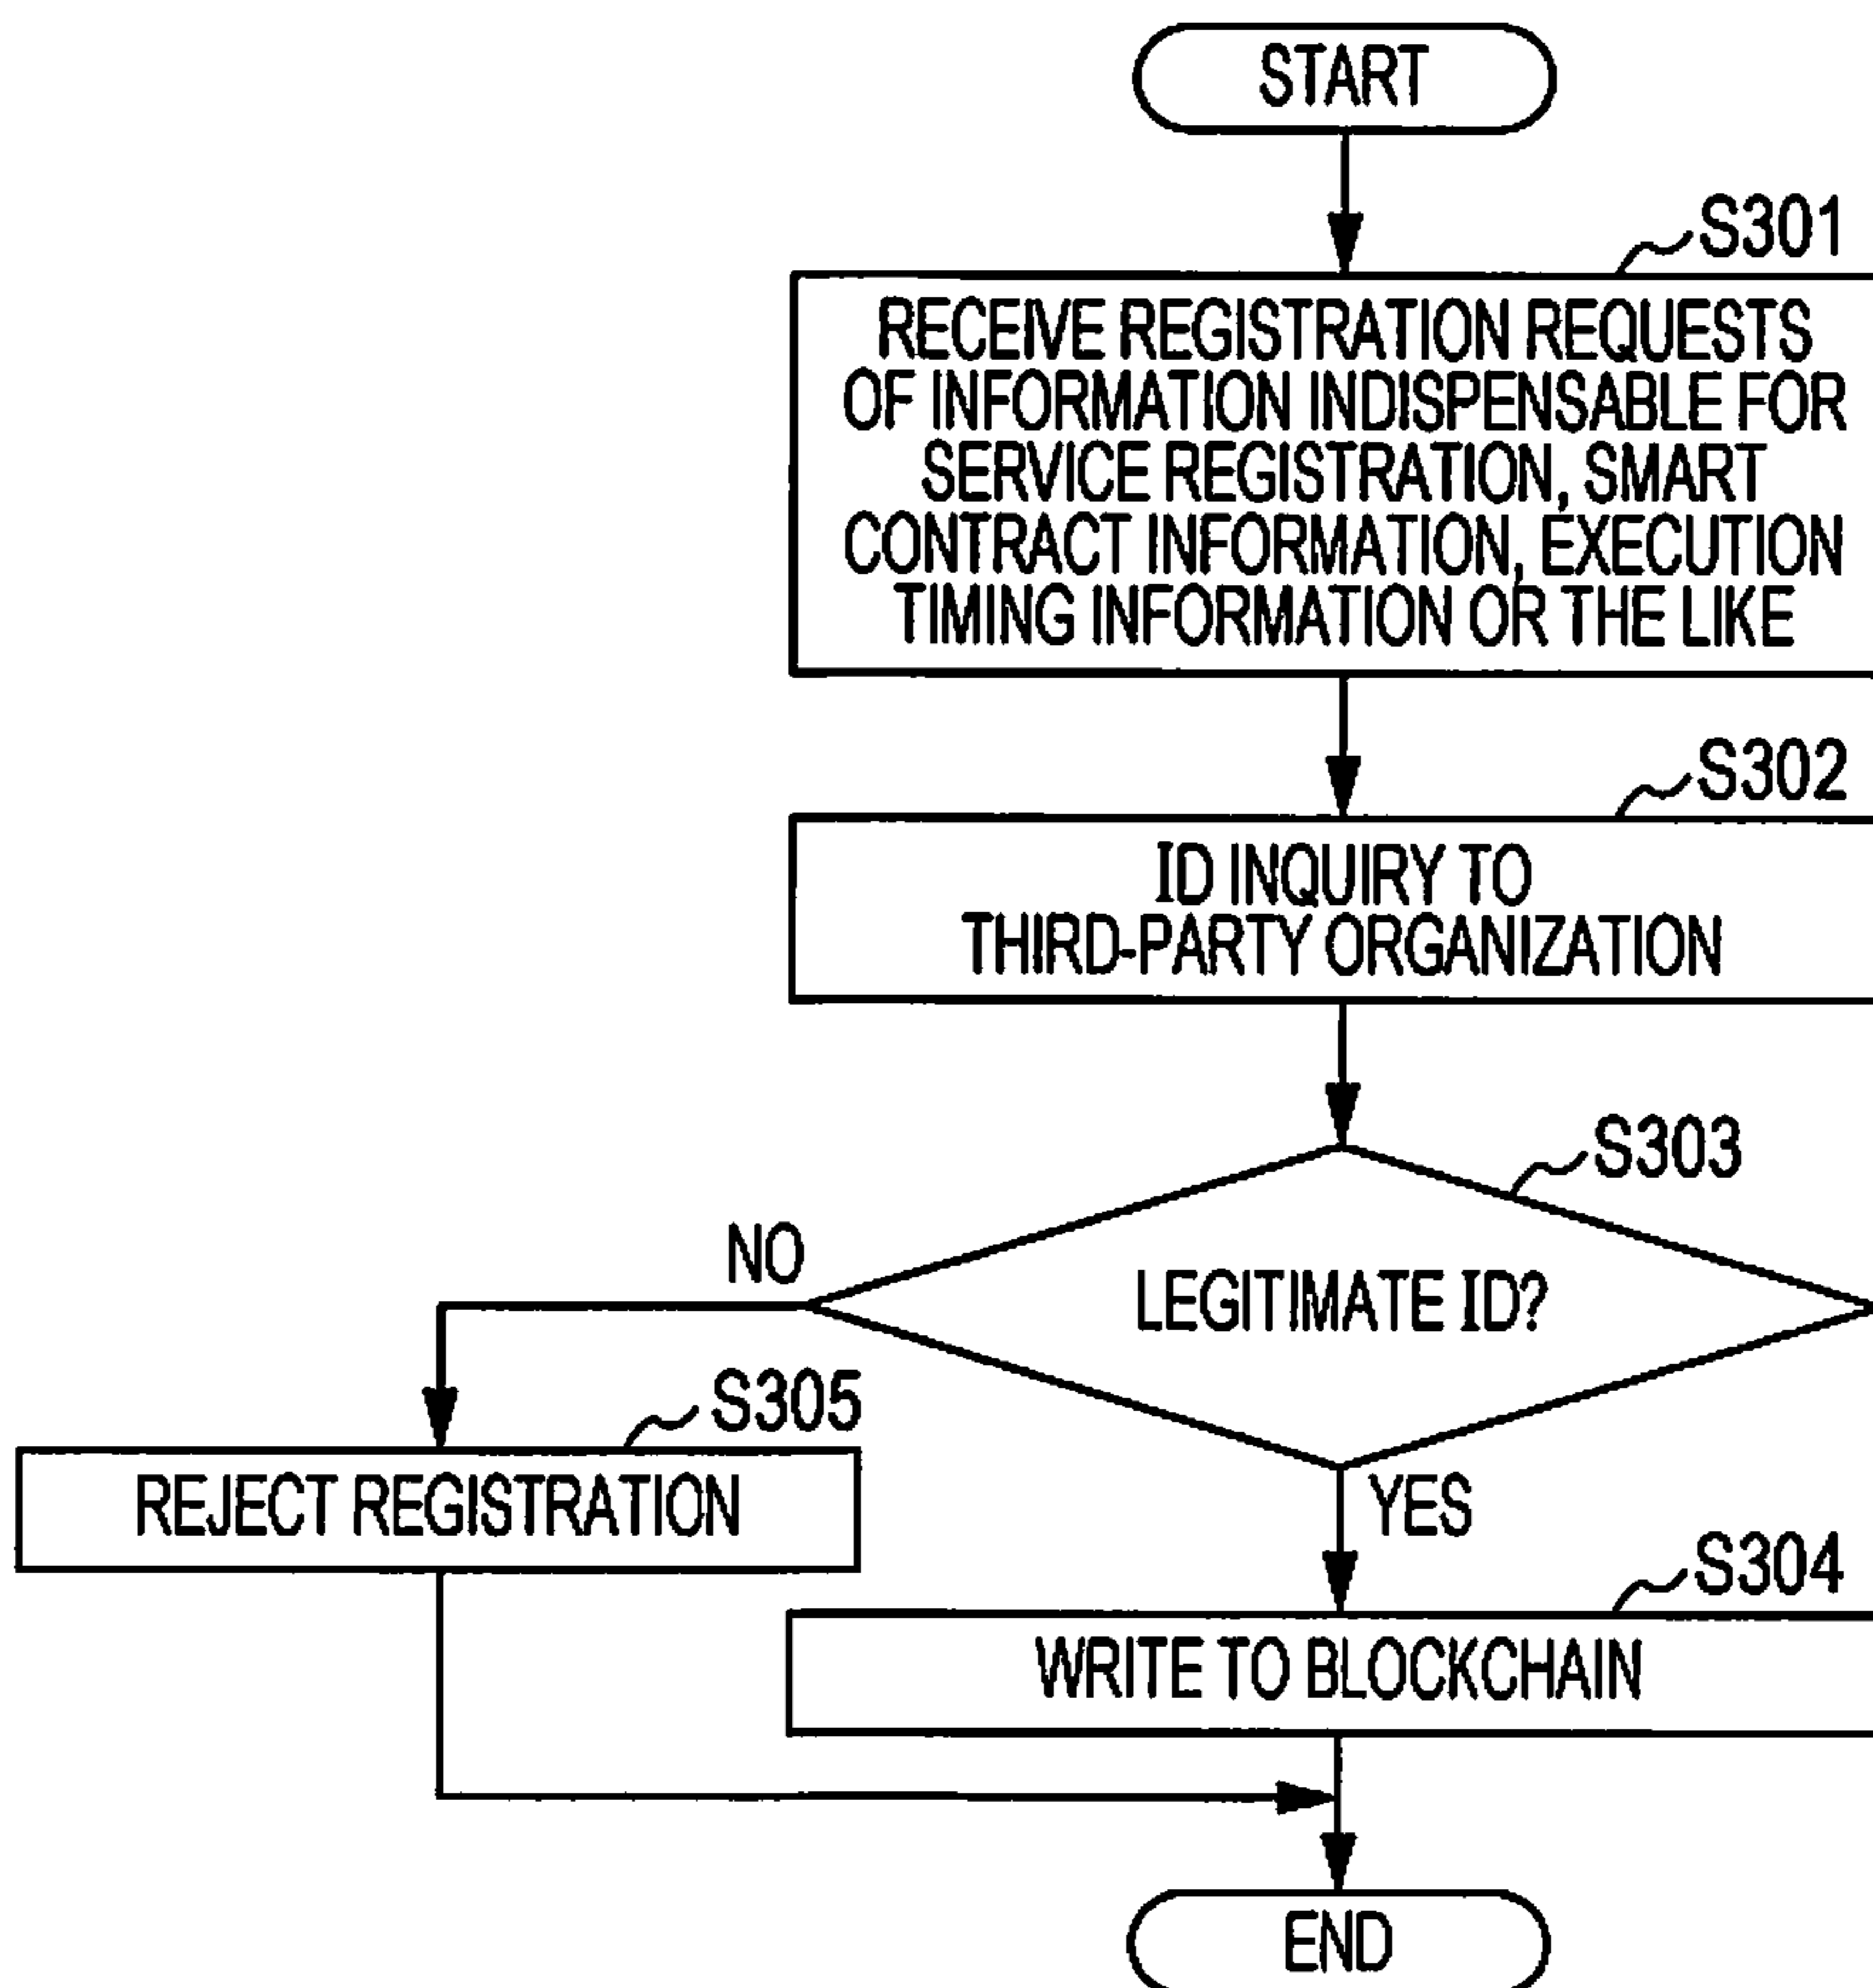 START
S301
RECEIVE REGISTRATION REQUESTS
OF INFORMATION INDISPENSABLE FOR
SERVICE REGISTRATION, SMART
CONTRACT INFORMATION, EXECUTION
TIMING INFORMATION OR THE LIKE
S302
ID INQUIRY TO
THIRD-PARTY ORGANIZATION
S303
NO
LEGITIMATE ID?
S305
REJECT REGISTRATION
YES
S304
WRITE TO BLOCKCHAIN
END